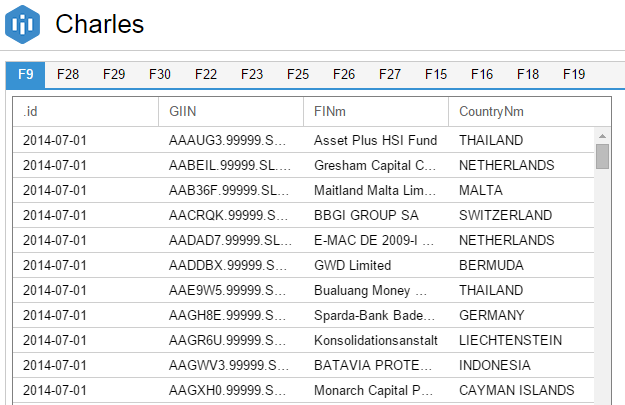 Charles
F9 F28 F29 F30 F22 F23 F25 F26 F27 F15 F16 F18 F19
.id GIIN FINm CountryNm
2014-07-01 AAAUG3.99999.S... Asset Plus HSI Fund THAILAND
2014-07-01 AABEIL.99999.SL.... Gresham Capital C... NETHERLANDS
2014-07-01 AAB36F.99999.SL... Maitland Malta Lim... MALTA
2014-07-01 AACRQK.99999.S... BBGI GROUP SA SWITZERLAND
2014-07-01 AADAD7.99999.SL... E-MAC DE 2009-I ... NETHERLANDS
2014-07-01 AADDBX.99999.S... GWD Limited BERMUDA
2014-07-01 AAE9W5.99999.S... Bualuang Money ... THAILAND
2014-07-01 AAGH8E.99999.S... Sparda-Bank Bade... GERMANY
2014-07-01 AAGR6U.99999.S... Konsolidationsanstalt LIECHTENSTEIN
2014-07-01 AAGWV3.99999.S... BATAVIA PROTE... INDONESIA
2014-07-01 AAGXH0.99999.S... Monarch Capital P... CAYMAN ISLANDS